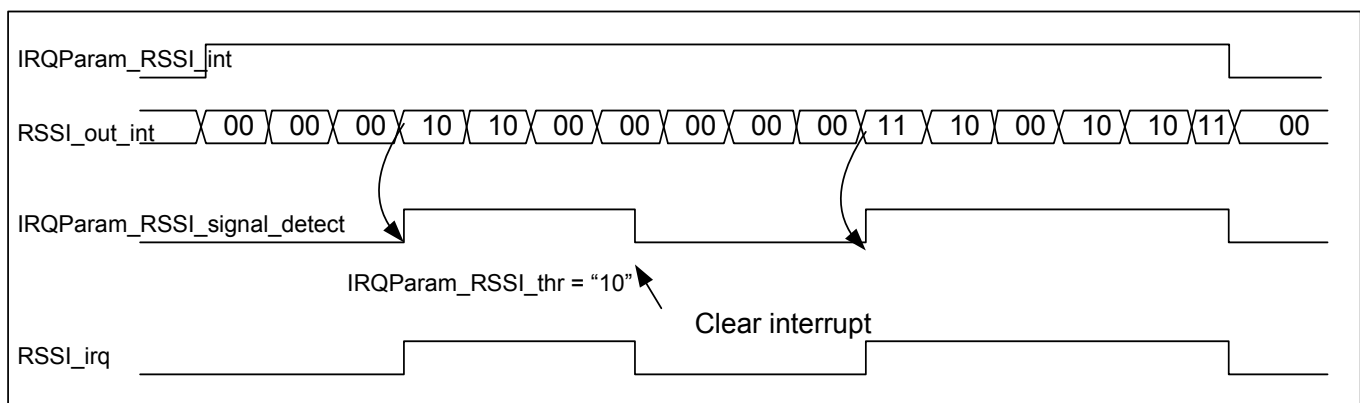 IRQParam_RSSI_int
RSSI_out_int 00 00 00 10 10 00 00 00 00 00 11 10 00 10 10 11 00
IRQParam_RSSI_signal_detect
IRQParam_RSSI_thr = “10”
Clear interrupt
RSSI_irq